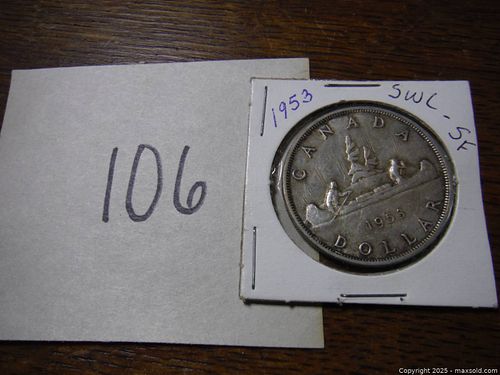 106
1953
SWL - SF
CANADA
1953
DOLLAR
Copyright 2025 - maxsold.com